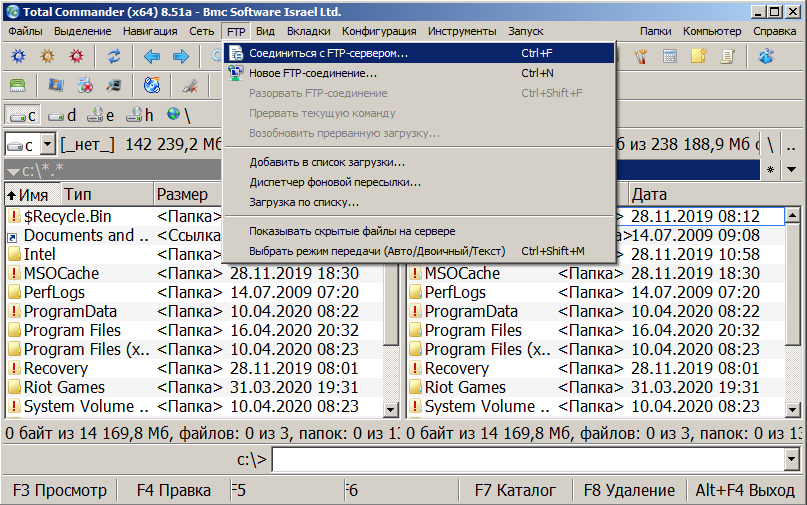 Total Commander (x64) 8.51a - Bmc Software Israel Ltd.
Файлы Выделение Навигация Сеть FTP Вид Вкладки Конфигурация Инструменты Запуск Папки Компьютер Справка
Соединиться с FTP-сервером... Ctrl+F
Новое FTP-соединение... Ctrl+N
Разорвать FTP-соединение Ctrl+Shift+F
Прервать текущую команду
Возобновить прерванную загрузку...
Добавить в список загрузки...
Диспетчер фоновой пересылки...
Загрузка по списку...
Показывать скрытые файлы на сервере
Выбрать режим передачи (Авто/Двоичный/Текст) Ctrl+Shift+M
c d e h \
c [_нет_] 142 239,2 Мб из 238 188,9 Мб с \ ..
c:\*.* * 
Имя Тип Размер Дата
$Recycle.Bin <Папка> 28.11.2019 08:12
Documents and .. <Ссылка> 14.07.2009 09:08
Intel <Папка> 28.11.2019 10:58
MSOCache <Папка> 28.11.2019 18:30 MSOCache <Папка> 28.11.2019 18:30
PerfLogs <Папка> 14.07.2009 07:20 PerfLogs <Папка> 14.07.2009 07:20
ProgramData <Папка> 10.04.2020 08:22 ProgramData <Папка> 10.04.2020 08:22
Program Files <Папка> 16.04.2020 20:32 Program Files <Папка> 16.04.2020 20:32
Program Files (x.. <Папка> 10.04.2020 08:23 Program Files (x.. <Папка> 10.04.2020 08:23
Recovery <Папка> 28.11.2019 08:01 Recovery <Папка> 28.11.2019 08:01
Riot Games <Папка> 31.03.2020 19:31 Riot Games <Папка> 31.03.2020 19:31
System Volume .. <Папка> 10.04.2020 08:23 System Volume .. <Папка> 10.04.2020 08:23
0 байт из 14 169,8 Мб, файлов: 0 из 3, папок: 0 из 1 0 байт из 14 169,8 Мб, файлов: 0 из 3, папок: 0 из 13
c:\>
F3 Просмотр F4 Правка F5 F6 F7 Каталог F8 Удаление Alt+F4 Выход